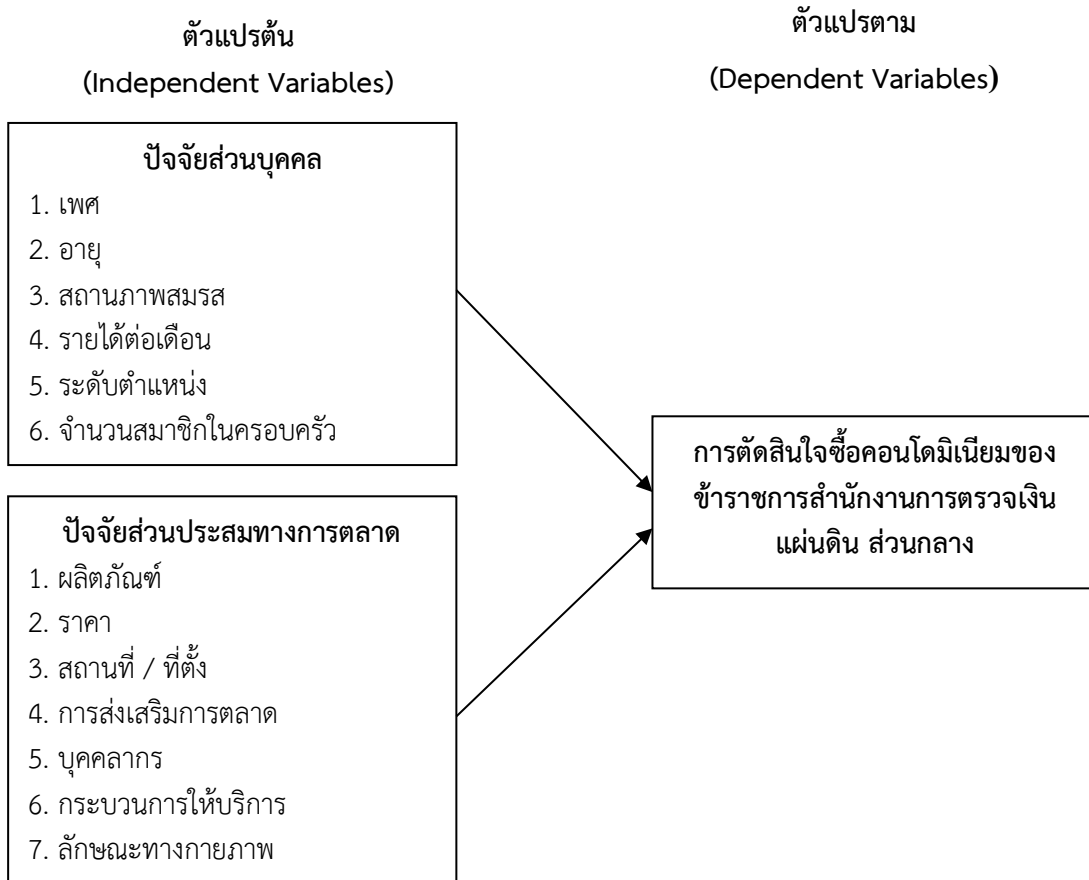 ตัวแปรต้น
(Independent Variables)
ตัวแปรตาม
(Dependent Variables)
ปัจจัยส่วนบุคคล
1. เพศ
2. อายุ
3. สถานภาพสมรส
4. รายได้ต่อเดือน
5. ระดับตำแหน่ง
6. จำนวนสมาชิกในครอบครัว
ปัจจัยส่วนประสมทางการตลาด
1. ผลิตภัณฑ์
2. ราคา
3. สถานที่ / ที่ตั้ง
4. การส่งเสริมการตลาด
5. บุคคลากร
6. กระบวนการให้บริการ
7. ลักษณะทางกายภาพ
การตัดสินใจซื้อคอนโดมิเนียมของ
ข้าราชการสำนักงานการตรวจเงิน
แผ่นดิน ส่วนกลาง